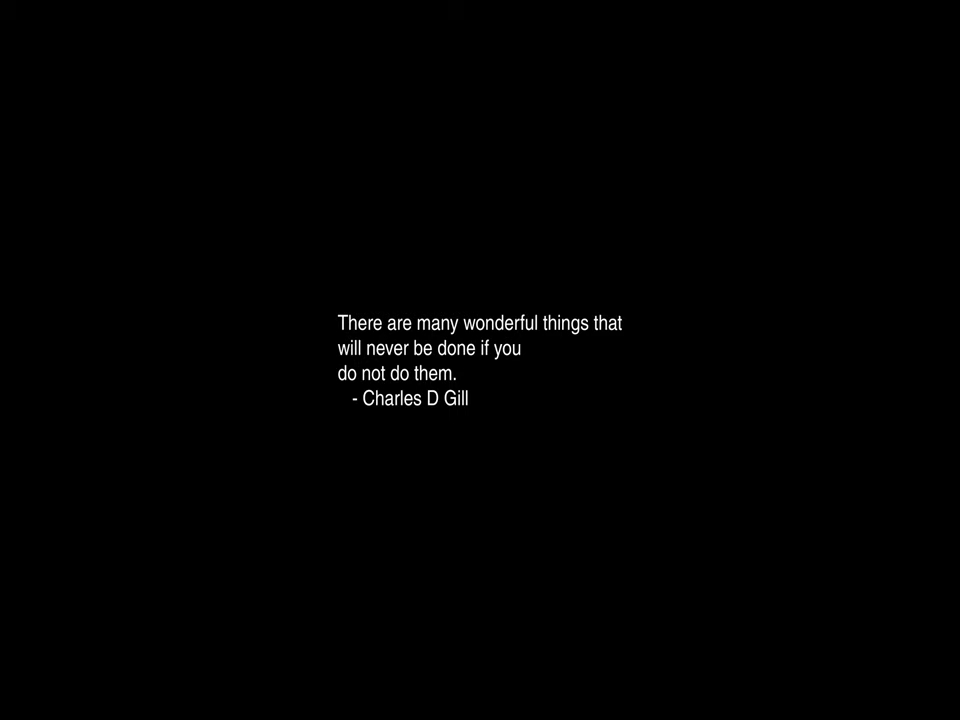 There are many wonderful things that
will never be done if you
do not do them.
- Charles D Gill